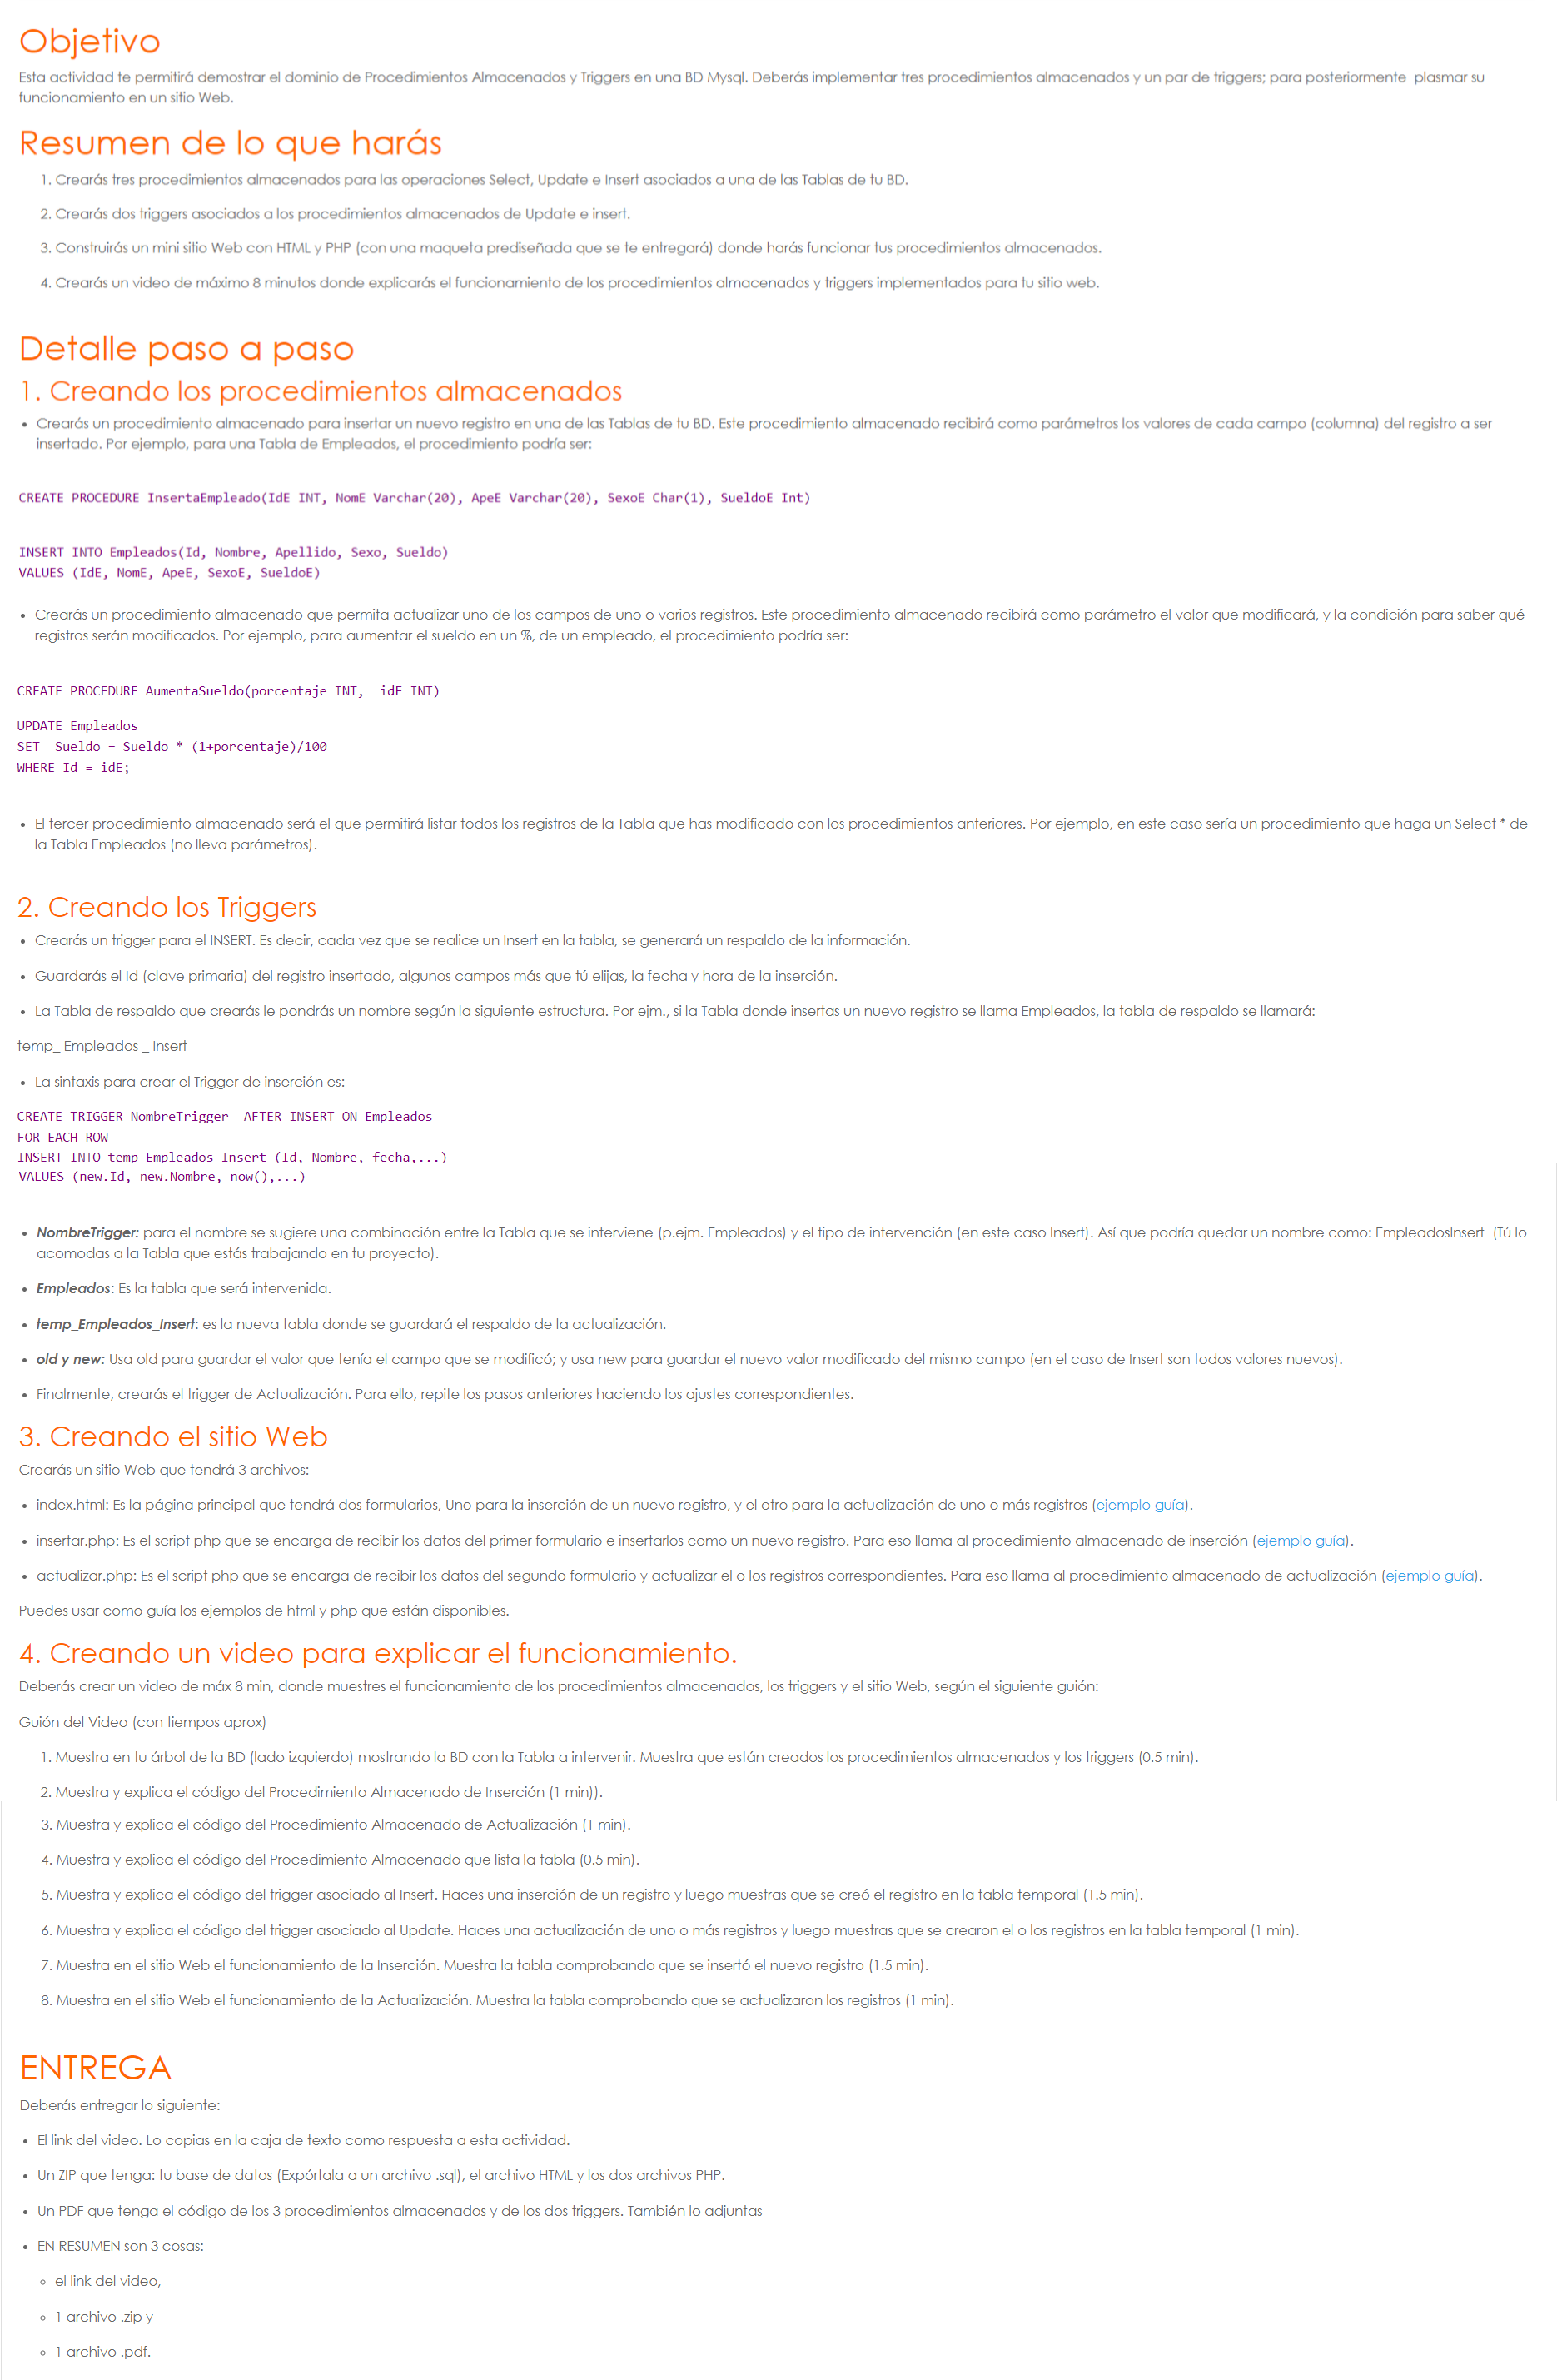 Objetivo
Esta actividad te permitirá demostrar el dominio de Procedimientos Almacenados y Triggers en una BD Mysql. Deberás implementar tres procedimientos almacenados y un par de triggers; para posteriormente  plasmar su
funcionamiento en un sitio Web.
Resumen de lo que harás
1. Crearás tres procedimientos almacenados para las operaciones Select, Update e Insert asociados a una de las Tablas de tu BD.
2. Crearás dos triggers asociados a los procedimientos almacenados de Update e insert.
3. Construirás un mini sitio Web con HTML y PHP (con una maqueta prediseñada que se te entregará) donde harás funcionar tus procedimientos almacenados.
4. Crearás un video de máximo 8 minutos donde explicarás el funcionamiento de los procedimientos almacenados y triggers implementados para tu sitio web.
Detalle paso a paso
1. Creando los procedimientos almacenados
• Crearás un procedimiento almacenado para insertar un nuevo registro en una de las Tablas de tu BD. Este procedimiento almacenado recibirá como parámetros los valores de cada campo (columna) del registro a ser
insertado. Por ejemplo, para una Tabla de Empleados, el procedimiento podría ser:
CREATE PROCEDURE InsertaEmpleado(IdE INT, NomE Varchar(20), ApeE Varchar(20), SexoE Char(1), SueldoE Int)
INSERT INTO Empleados(Id, Nombre, Apellido, Sexo, Sueldo)
VALUES (IdE, NomE, ApeE, SexoE, SueldoE)
• Crearás un procedimiento almacenado que permita actualizar uno de los campos de uno o varios registros. Este procedimiento almacenado recibirá como parámetro el valor que modificará, y la condición para saber qué
registros serán modificados. Por ejemplo, para aumentar el sueldo en un %, de un empleado, el procedimiento podría ser:
CREATE PROCEDURE AumentaSueldo(porcentaje INT,  idE INT)
UPDATE Empleados
SET  Sueldo = Sueldo * (1+porcentaje)/100
WHERE Id = idE;
• El tercer procedimiento almacenado será el que permitirá listar todos los registros de la Tabla que has modificado con los procedimientos anteriores. Por ejemplo, en este caso sería un procedimiento que haga un Select * de
la Tabla Empleados (no lleva parámetros).
2. Creando los Triggers
• Crearás un trigger para el INSERT. Es decir, cada vez que se realice un Insert en la tabla, se generará un respaldo de la información.
• Guardarás el Id (clave primaria) del registro insertado, algunos campos más que tú elijas, la fecha y hora de la inserción.
• La Tabla de respaldo que crearás le pondrás un nombre según la siguiente estructura. Por ejm., si la Tabla donde insertas un nuevo registro se llama Empleados, la tabla de respaldo se llamará:
temp_ Empleados _ Insert
• La sintaxis para crear el Trigger de inserción es:
CREATE TRIGGER NombreTrigger  AFTER INSERT ON Empleados
FOR EACH ROW
INSERT INTO temp Empleados Insert (Id, Nombre, fecha,...)
VALUES (new.Id, new.Nombre, now(),...)
• NombreTrigger: para el nombre se sugiere una combinación entre la Tabla que se interviene (p.ejm. Empleados) y el tipo de intervención (en este caso Insert). Así que podría quedar un nombre como: EmpleadosInsert  (Tú lo
acomodas a la Tabla que estás trabajando en tu proyecto).
• Empleados: Es la tabla que será intervenida.
• temp_Empleados_Insert: es la nueva tabla donde se guardará el respaldo de la actualización.
• old y new: Usa old para guardar el valor que tenía el campo que se modificó; y usa new para guardar el nuevo valor modificado del mismo campo (en el caso de Insert son todos valores nuevos).
• Finalmente, crearás el trigger de Actualización. Para ello, repite los pasos anteriores haciendo los ajustes correspondientes.
3. Creando el sitio Web
Crearás un sitio Web que tendrá 3 archivos:
• index.html: Es la página principal que tendrá dos formularios, Uno para la inserción de un nuevo registro, y el otro para la actualización de uno o más registros (ejemplo guía).
• insertar.php: Es el script php que se encarga de recibir los datos del primer formulario e insertarlos como un nuevo registro. Para eso llama al procedimiento almacenado de inserción (ejemplo guía).
• actualizar.php: Es el script php que se encarga de recibir los datos del segundo formulario y actualizar el o los registros correspondientes. Para eso llama al procedimiento almacenado de actualización (ejemplo guía).
Puedes usar como guía los ejemplos de html y php que están disponibles.
4. Creando un video para explicar el funcionamiento.
Deberás crear un video de máx 8 min, donde muestres el funcionamiento de los procedimientos almacenados, los triggers y el sitio Web, según el siguiente guión:
Guión del Video (con tiempos aprox)
1. Muestra en tu árbol de la BD (lado izquierdo) mostrando la BD con la Tabla a intervenir. Muestra que están creados los procedimientos almacenados y los triggers (0.5 min).
2. Muestra y explica el código del Procedimiento Almacenado de Inserción (1 min)).
3. Muestra y explica el código del Procedimiento Almacenado de Actualización (1 min).
4. Muestra y explica el código del Procedimiento Almacenado que lista la tabla (0.5 min).
5. Muestra y explica el código del trigger asociado al Insert. Haces una inserción de un registro y luego muestras que se creó el registro en la tabla temporal (1.5 min).
6. Muestra y explica el código del trigger asociado al Update. Haces una actualización de uno o más registros y luego muestras que se crearon el o los registros en la tabla temporal (1 min).
7. Muestra en el sitio Web el funcionamiento de la Inserción. Muestra la tabla comprobando que se insertó el nuevo registro (1.5 min).
8. Muestra en el sitio Web el funcionamiento de la Actualización. Muestra la tabla comprobando que se actualizaron los registros (1 min).
ENTREGA
Deberás entregar lo siguiente:
• El link del video. Lo copias en la caja de texto como respuesta a esta actividad.
• Un ZIP que tenga: tu base de datos (Expórtala a un archivo .sql), el archivo HTML y los dos archivos PHP.
• Un PDF que tenga el código de los 3 procedimientos almacenados y de los dos triggers. También lo adjuntas
• EN RESUMEN son 3 cosas:
◦ el link del video,
◦ 1 archivo .zip y
◦ 1 archivo .pdf.